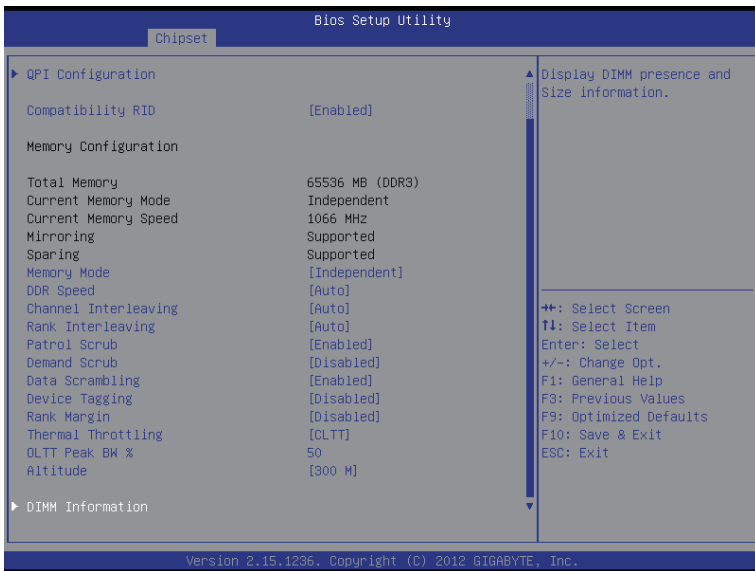 Bios Setup Utility
Chipset
QPI Configuration
Compatibility RID [Enabled]
Memory Configuration
Total Memory 65536 MB (DDR3)
Current Memory Mode Independent
Current Memory Speed 1066 MHz
Mirroring Supported
Sparing Supported
Memory Mode [Independent]
DDR Speed [Auto]
Channel Interleaving [Auto]
Rank Interleaving [Auto]
Patrol Scrub [Enabled]
Demand Scrub [Disabled]
Data Scrambling [Enabled]
Device Tagging [Disabled]
Rank Margin [Disabled]
Thermal Throttling [CLTT]
OLTT Peak BW % 50
Altitude [300 M]
DIMM Information
Display DIMM presence and
Size information.
→←: Select Screen
↑↓: Select Item
Enter: Select
+/-: Change Opt.
F1: General Help
F3: Previous Values
F9: Optimized Defaults
F10: Save & Exit
ESC: Exit
Version 2.15.1236. Copyright (C) 2012 GIGABYTE, Inc.